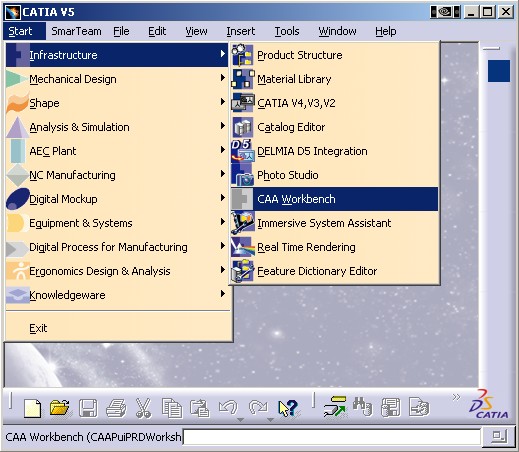 CATIA V5
Start SmarTeam File Edit View Insert Tools Window Help
Infrastructure
Mechanical Design
Shape
Analysis & Simulation
AEC Plant
NC Manufacturing
Digital Mockup
Equipment & Systems
Digital Process for Manufacturing
Ergonomics Design & Analysis
Knowledgeware
Exit
Product Structure
Material Library
CATIA V4,V3,V2
Catalog Editor
DELMIA D5 Integration
Photo Studio
CAA Workbench
Immersive System Assistant
Real Time Rendering
Feature Dictionary Editor
CATIA
CAA Workbench (CAAPuiPRDWorksh